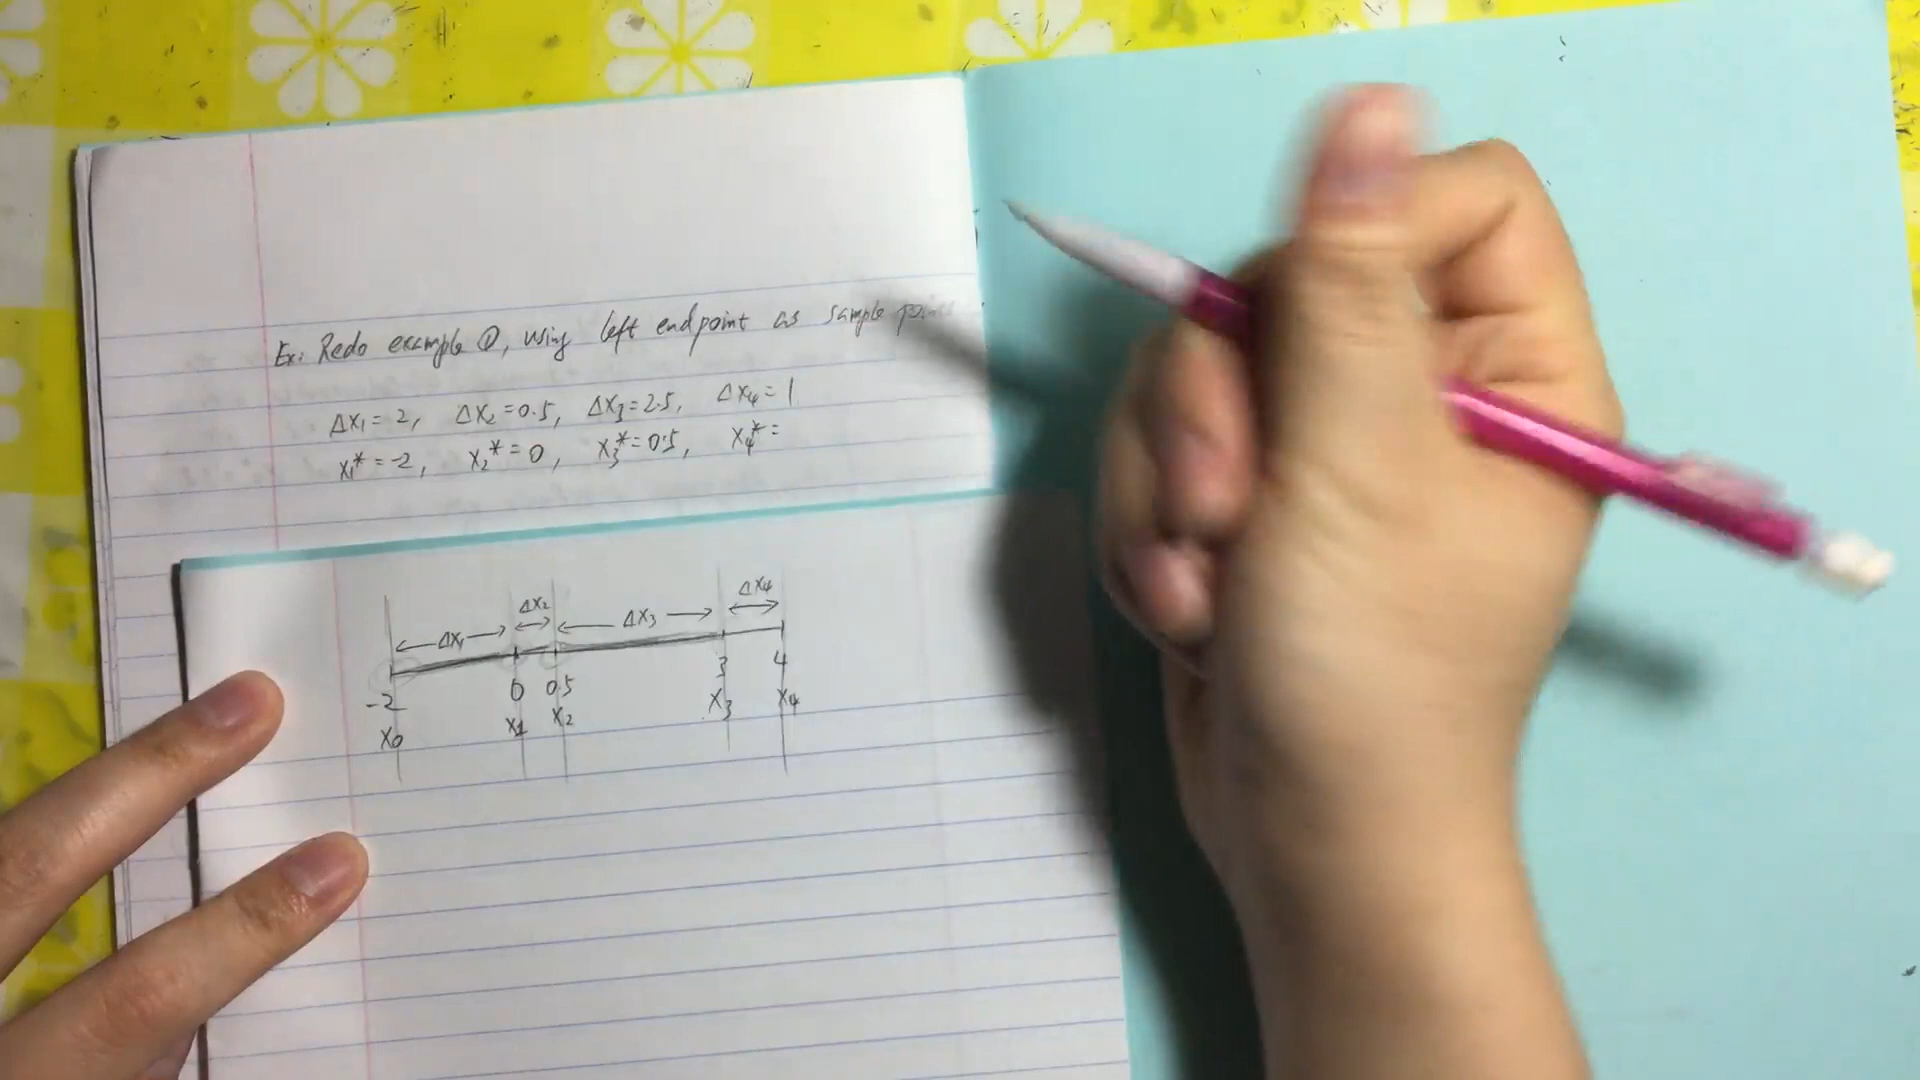 Ex: Redo example ①, using left endpoint as sample points
Δx₁=2, Δx₂=0.5, Δx₃=2.5, Δx₄=1
x₁*=-2, x₂*=0, x₃*=0.5, x₄*=
Δx₁ Δx₂ Δx₃ Δx₄
-2 0 0.5 3 4
x₀ x₁ x₂ x₃ x₄